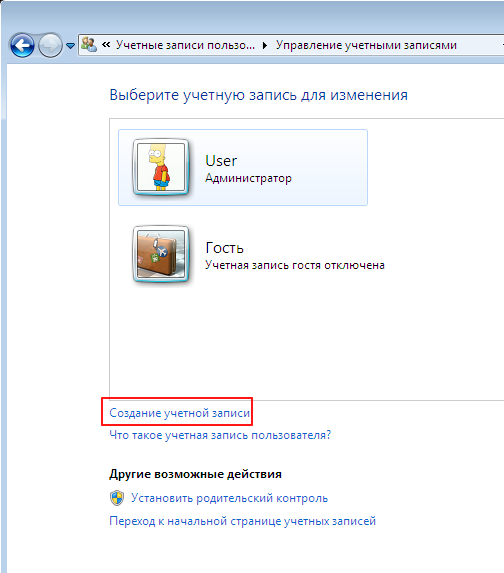 « Учетные записи пользо... ▸ Управление учетными записями
Выберите учетную запись для изменения
User
Администратор
Гость
Учетная запись гостя отключена
Создание учетной записи
Что такое учетная запись пользователя?
Другие возможные действия
Установить родительский контроль
Переход к начальной странице учетных записей